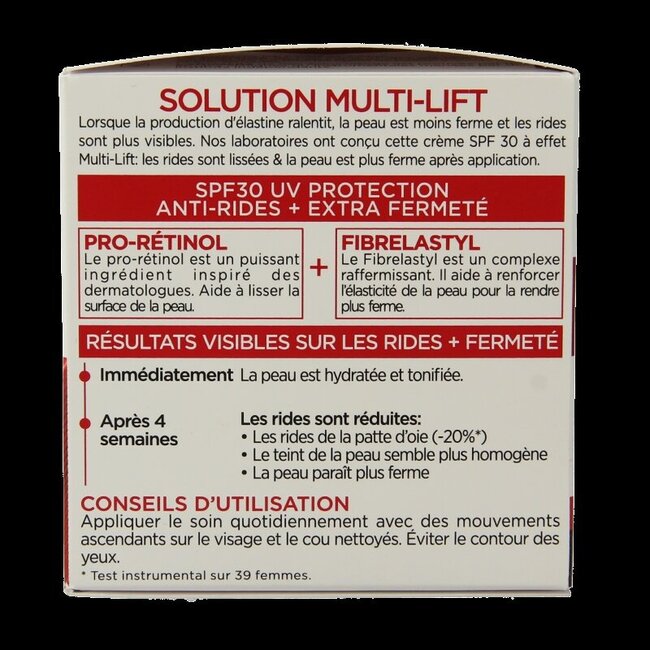 SOLUTION MULTI-LIFT
Lorsque la production d'élastine ralentit, la peau est moins ferme et les rides
sont plus visibles. Nos laboratoires ont conçu cette crème SPF 30 à effet
Multi-Lift: les rides sont lissées & la peau est plus ferme après application.
SPF30 UV PROTECTION
ANTI-RIDES + EXTRA FERMETÉ
PRO-RÉTINOL
Le pro-rétinol est un puissant
ingrédient inspiré des
dermatologues. Aide à lisser la
surface de la peau.
+
FIBRELASTYL
Le Fibrelastyl est un complexe
raffermissant. Il aide à renforcer
l'élasticité de la peau pour la rendre
plus ferme.
RÉSULTATS VISIBLES SUR LES RIDES + FERMETÉ
Immédiatement La peau est hydratée et tonifiée.
Après 4
semaines
Les rides sont réduites:
• Les rides de la patte d'oie (-20%*)
• Le teint de la peau semble plus homogène
• La peau paraît plus ferme
CONSEILS D'UTILISATION
Appliquer le soin quotidiennement avec des mouvements
ascendants sur le visage et le cou nettoyés. Éviter le contour des
yeux.
* Test instrumental sur 39 femmes.